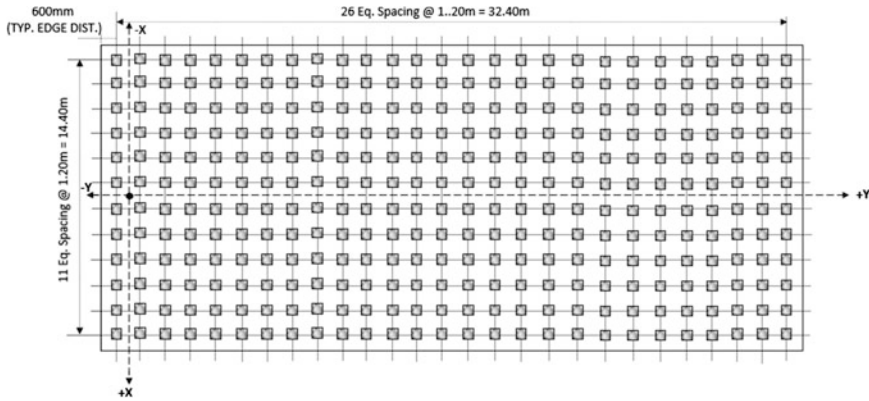 600mm
(TYP. EDGE DIST.)
26 Eq. Spacing @ 1..20m = 32.40m
-X
11 Eq. Spacing @ 1.20m = 14.40m
-Y
+Y
+X